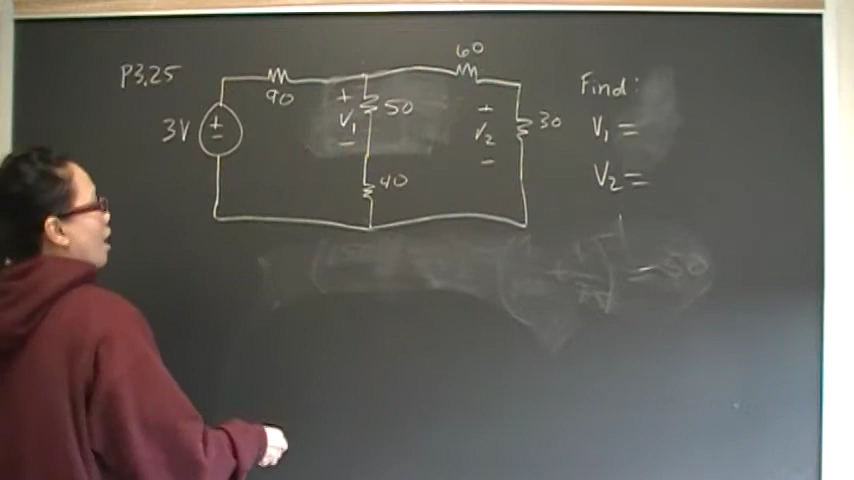 P3.25
60
90
+
50
+
Find:
3V
+
-
V1
V2
30
V1 =
-
-
40
V2 =